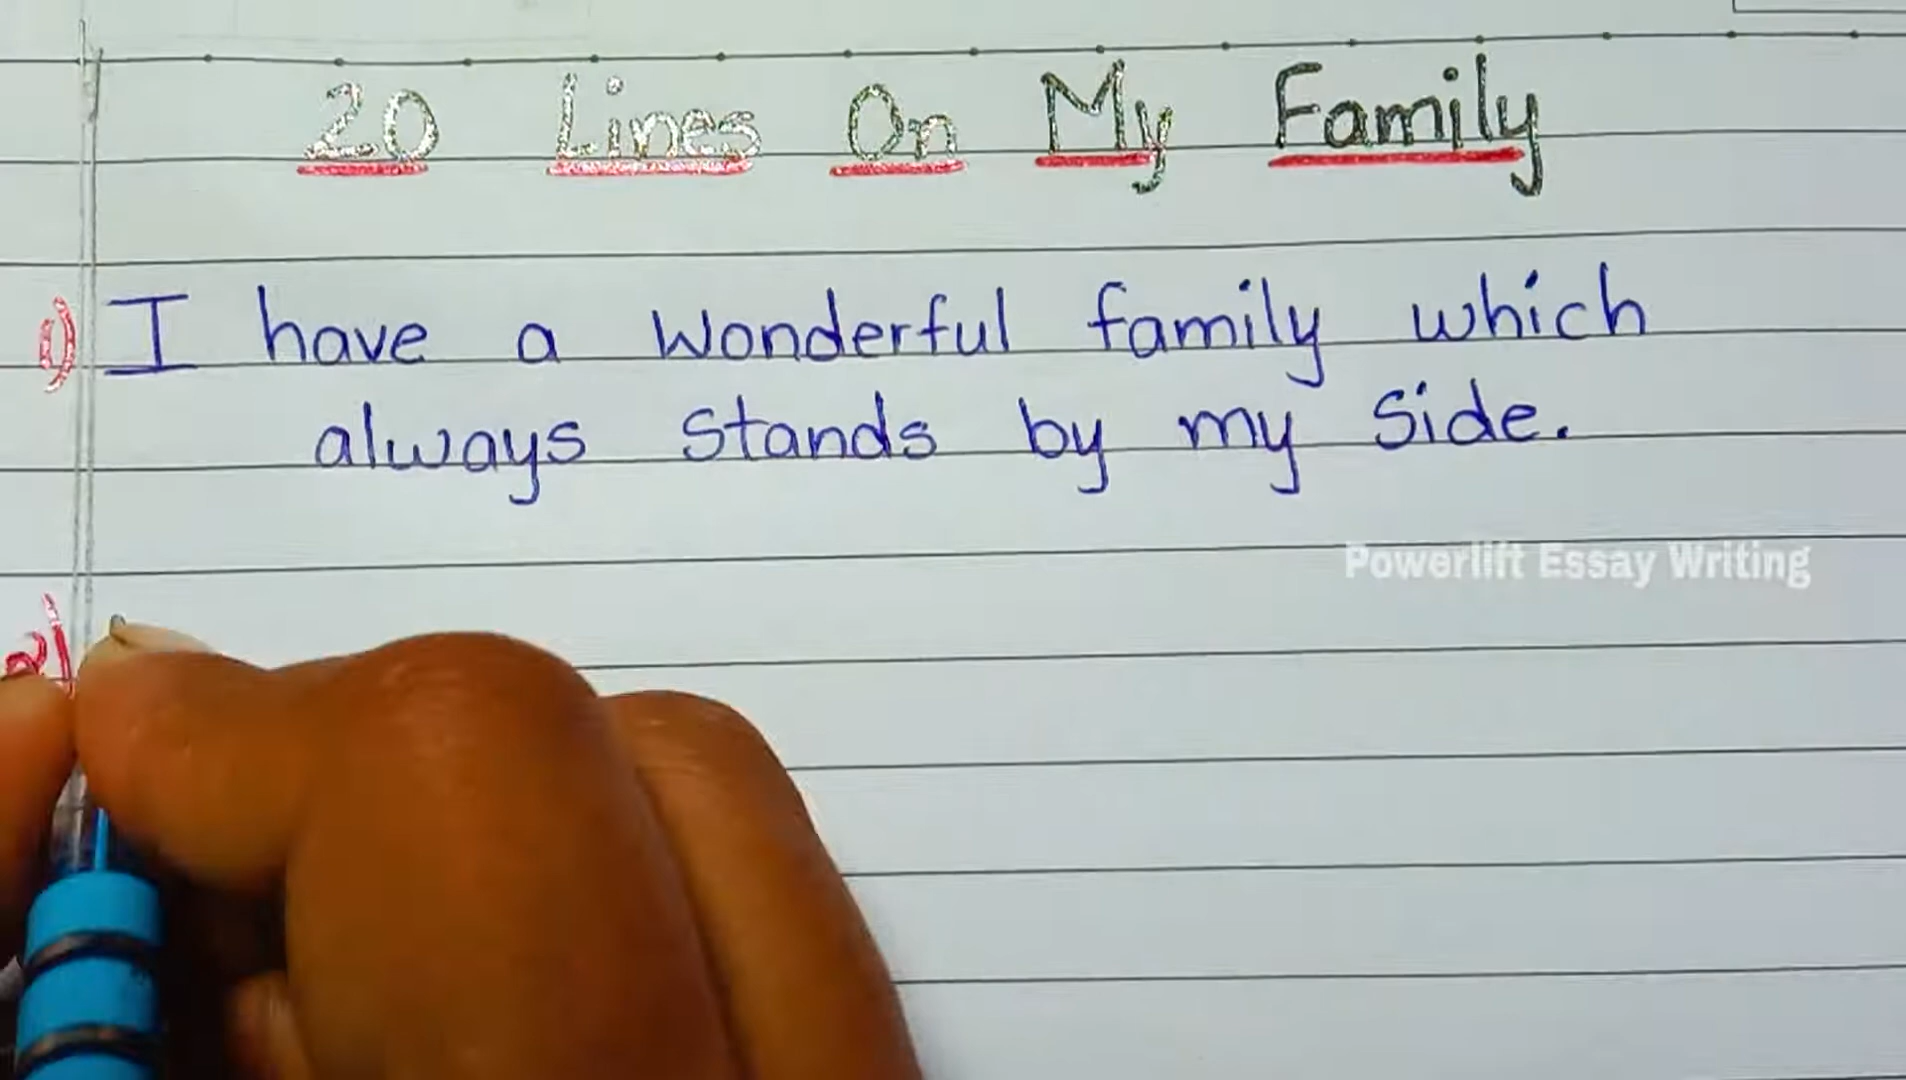 20 Lines On My Family
1) I have a wonderful family which
always stands by my side.
Powerlift Essay Writing
2)